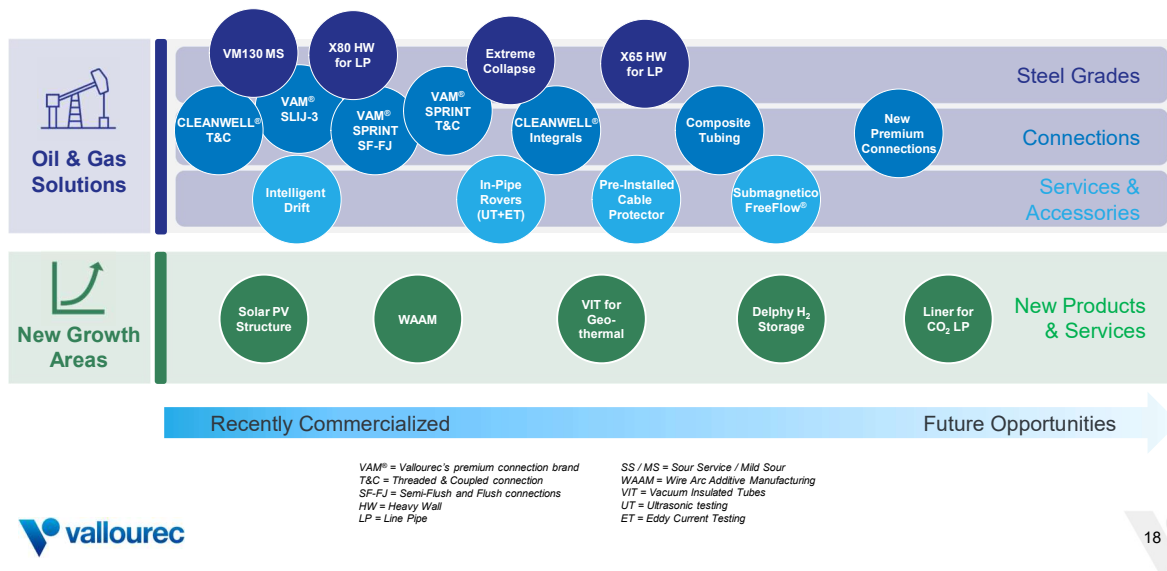 Oil & Gas
Solutions
VM130 MS
X80 HW
for LP
Extreme
Collapse
X65 HW
for LP
Steel Grades
CLEANWELL®
T&C
VAM®
SLIJ-3
VAM®
SPRINT
SF-FJ
VAM®
SPRINT
T&C
CLEANWELL®
Integrals
Composite
Tubing
New
Premium
Connections
Connections
Intelligent
Drift
In-Pipe
Rovers
(UT+ET)
Pre-Installed
Cable
Protector
Submagnetico
FreeFlow®
Services &
Accessories
New Growth
Areas
Solar PV
Structure
WAAM
VIT for
Geo-
thermal
Delphy H₂
Storage
Liner for
CO₂ LP
New Products
& Services
Recently Commercialized
Future Opportunities
VAM® = Vallourec's premium connection brand
T&C = Threaded & Coupled connection
SF-FJ = Semi-Flush and Flush connections
HW = Heavy Wall
LP = Line Pipe
SS / MS = Sour Service / Mild Sour
WAAM = Wire Arc Additive Manufacturing
VIT = Vacuum Insulated Tubes
UT = Ultrasonic testing
ET = Eddy Current Testing
vallourec
18